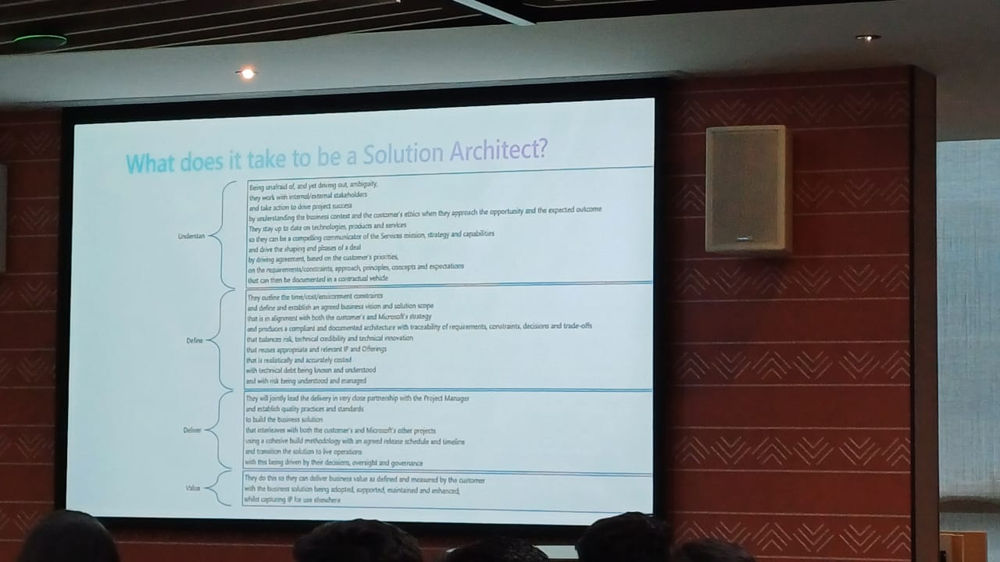 What does it take to be a Solution Architect?
Understan
Being unafraid of, and yet driving out, ambiguity,
they work with internal/external stakeholders
and take action to drive project success
by understanding the business context and the customer's ethics when they approach the opportunity and the expected outcome
They stay up to date on technologies, products and services
so they can be a compelling communicator of the Services mission, strategy and capabilities
and drive the shaping and phases of a deal
by driving agreement, based on the customer's priorities,
on the requirements/constraints, approach, principles, concepts and expectations
that can then be documented in a contractual vehicle
Define
They outline the time/cost/environment constraints
and define and establish an agreed business vision and solution scope
that is in alignment with both the customer's and Microsoft's strategy
and produces a compliant and documented architecture with traceability of requirements, constraints, decisions and trade-offs
that balances risk, technical credibility and technical innovation
that reuses appropriate and relevant IP and Offerings
that is realistically and accurately costed
with technical debt being known and understood
and with risk being understood and managed
Deliver
They will jointly lead the delivery in very close partnership with the Project Manager
and establish quality practices and standards
to build the business solution
that interleaves with both the customer's and Microsoft's other projects
using a cohesive build methodology with an agreed release schedule and timeline
and transition the solution to live operations
with this being driven by their decisions, oversight and governance
Value
They do this so they can deliver business value as defined and measured by the customer
with the business solution being adopted, supported, maintained and enhanced,
whilst capturing IP for use elsewhere